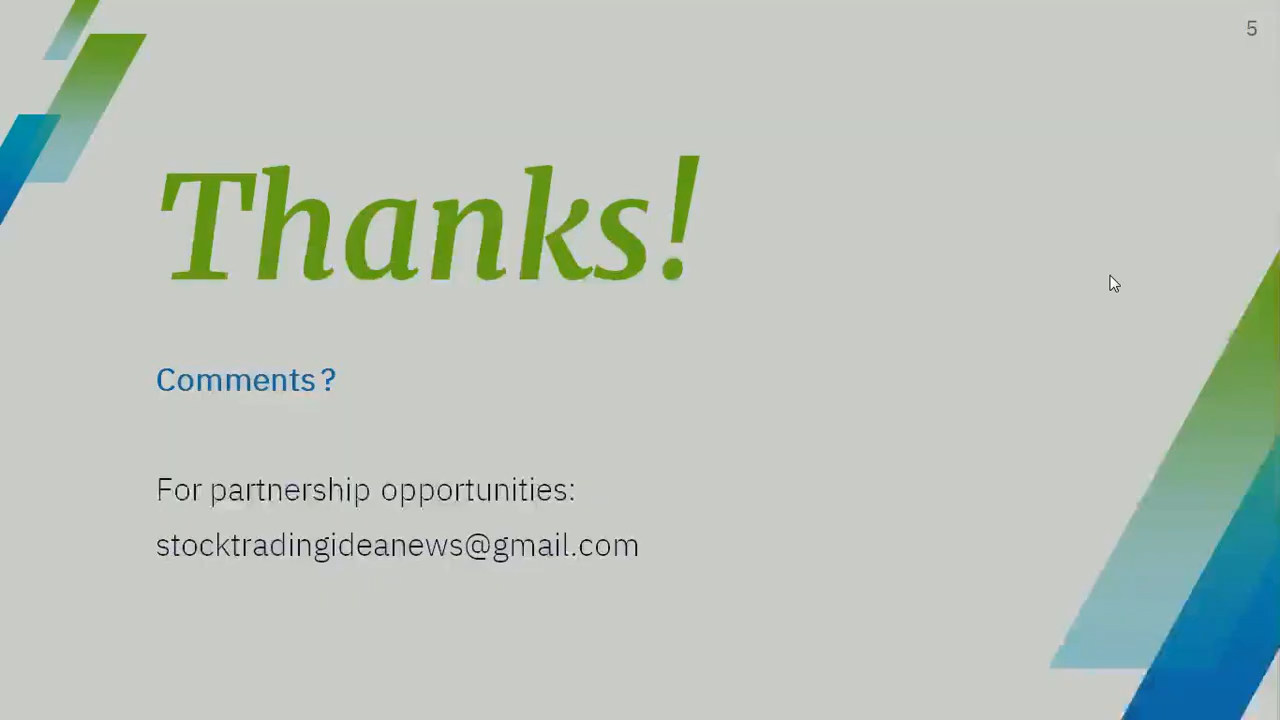 5
Thanks!
Comments?
For partnership opportunities:
stocktradingideanews@gmail.com